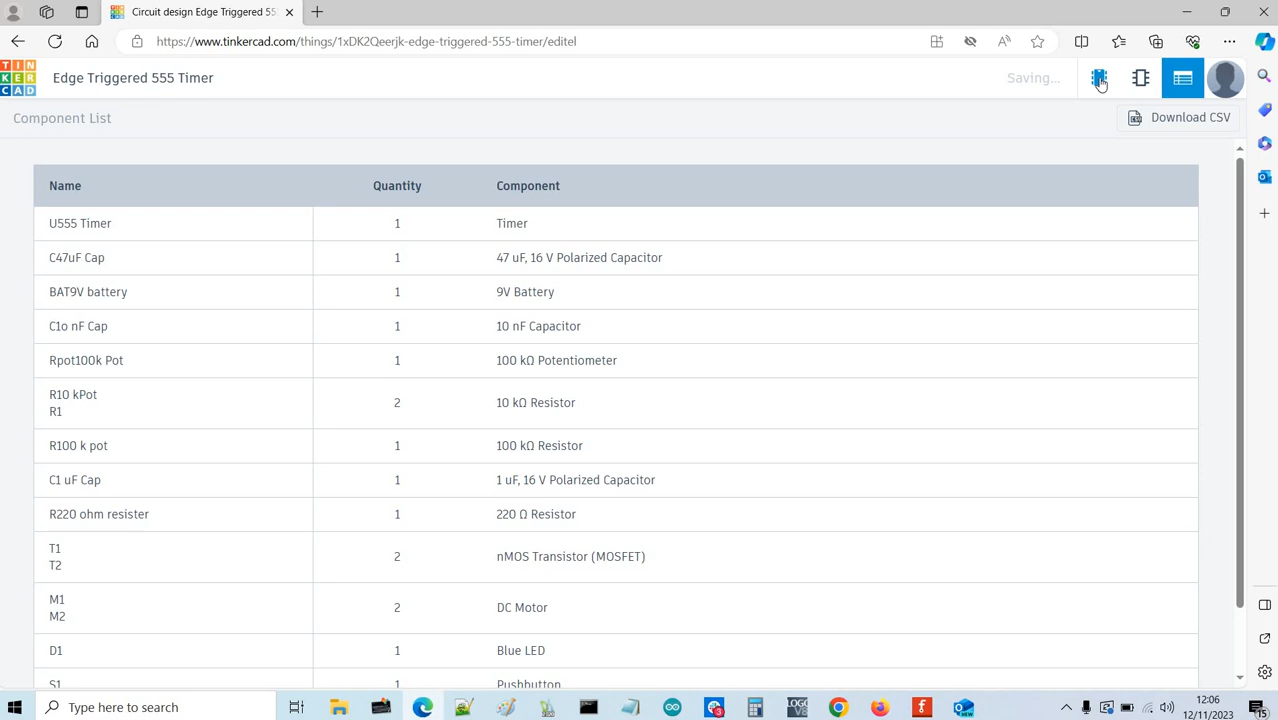 Circuit design Edge Triggered 55
https://www.tinkercad.com/things/1xDK2Qeerjk-edge-triggered-555-timer/editel
TIN
KER
CAD
Edge Triggered 555 Timer
Saving...
Component List
Download CSV
Name Quantity Component
U555 Timer 1 Timer
C47uF Cap 1 47 uF, 16 V Polarized Capacitor
BAT9V battery 1 9V Battery
C1o nF Cap 1 10 nF Capacitor
Rpot100k Pot 1 100 kΩ Potentiometer
R10 kPot
R1
2 10 kΩ Resistor
R100 k pot 1 100 kΩ Resistor
C1 uF Cap 1 1 uF, 16 V Polarized Capacitor
R220 ohm resister 1 220 Ω Resistor
T1
T2
2 nMOS Transistor (MOSFET)
M1
M2
2 DC Motor
D1 1 Blue LED
S1 1 Pushbutton
Type here to search
12:06
12/11/2023